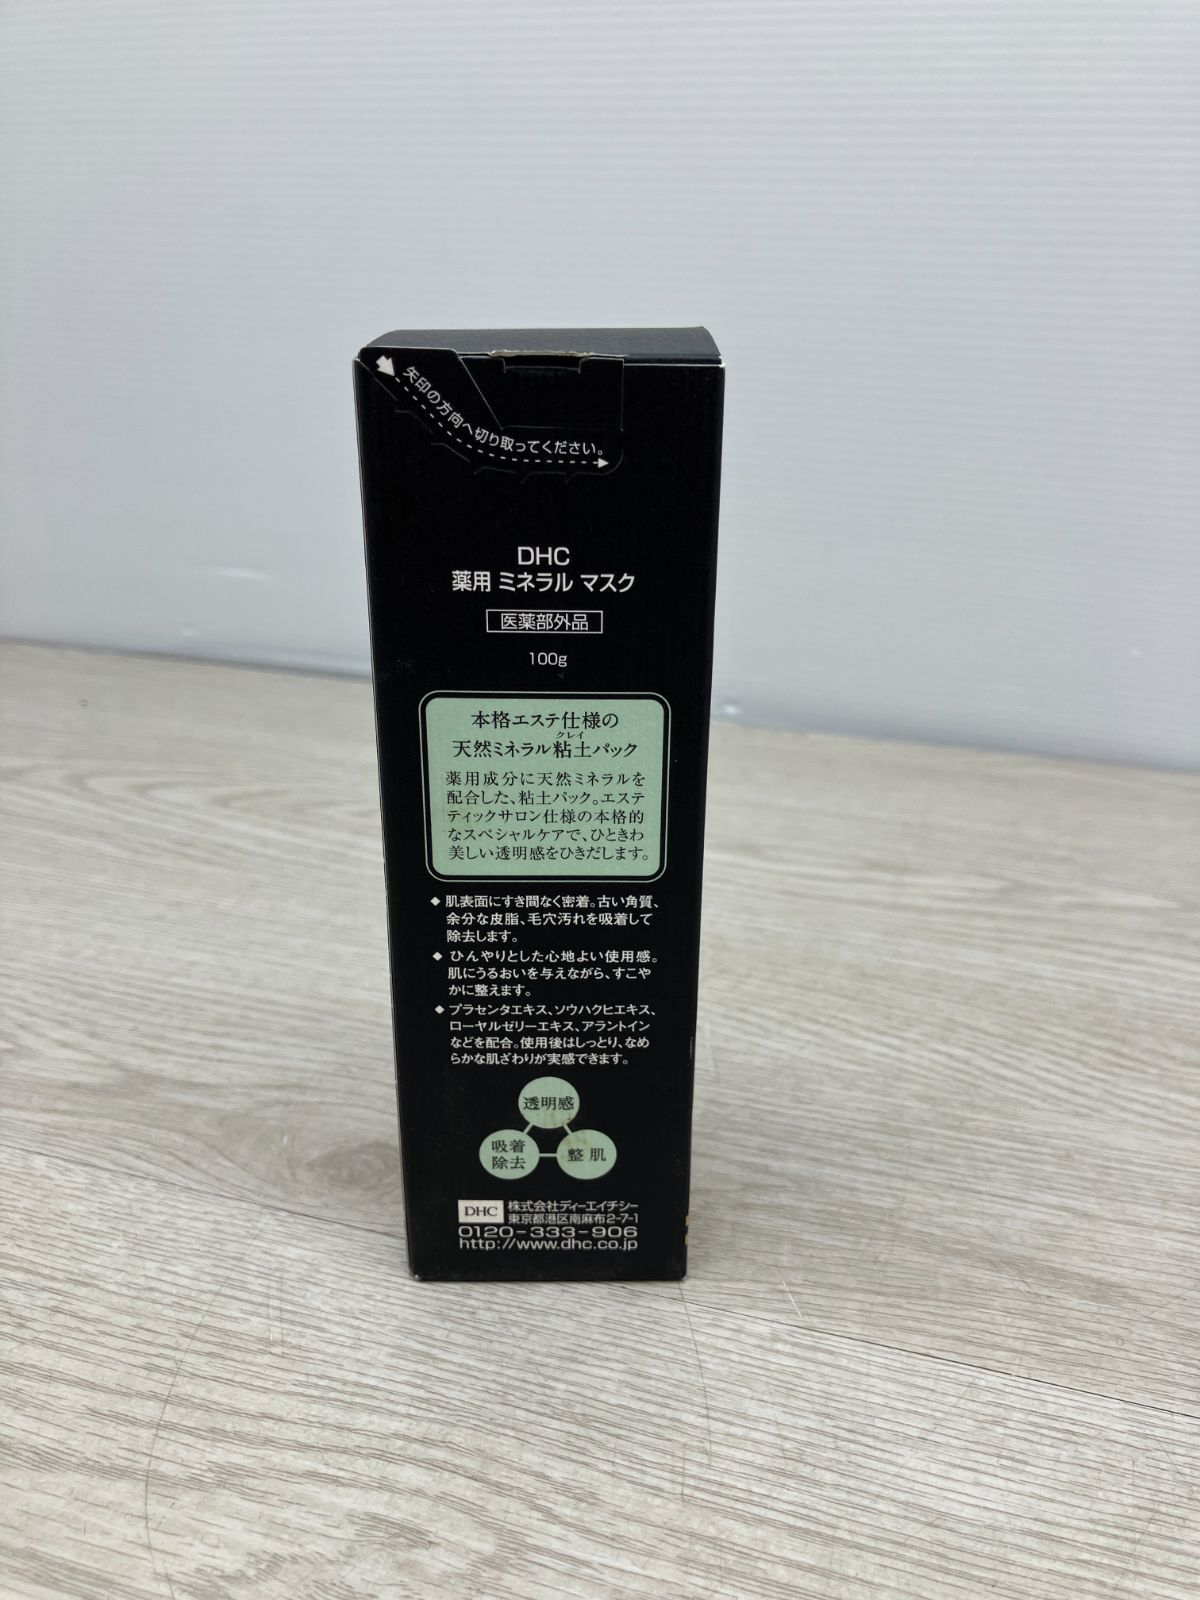 矢印の方向へ切り取ってください。
DHC
薬用 ミネラル マスク
医薬部外品
100g
本格エステ仕様の
クレイ
天然ミネラル粘土パック
薬用成分に天然ミネラルを
配合した、粘土パック。エステ
ティックサロン仕様の本格的
なスペシャルケアで、ひときわ
美しい透明感をひきだします。
◆ 肌表面にすき間なく密着。古い角質、
余分な皮脂、毛穴汚れを吸着して
除去します。
◆ ひんやりとした心地よい使用感。
肌にうるおいを与えながら、すこや
かに整えます。
◆ プラセンタエキス、ソウハクヒエキス、
ローヤルゼリーエキス、アラントイン
などを配合。使用後はしっとり、なめ
らかな肌ざわりが実感できます。
透明感
吸着
除去
整肌
DHC 株式会社ディーエイチシー
東京都港区南麻布2-7-1
0120-333-906
http://www.dhc.co.jp